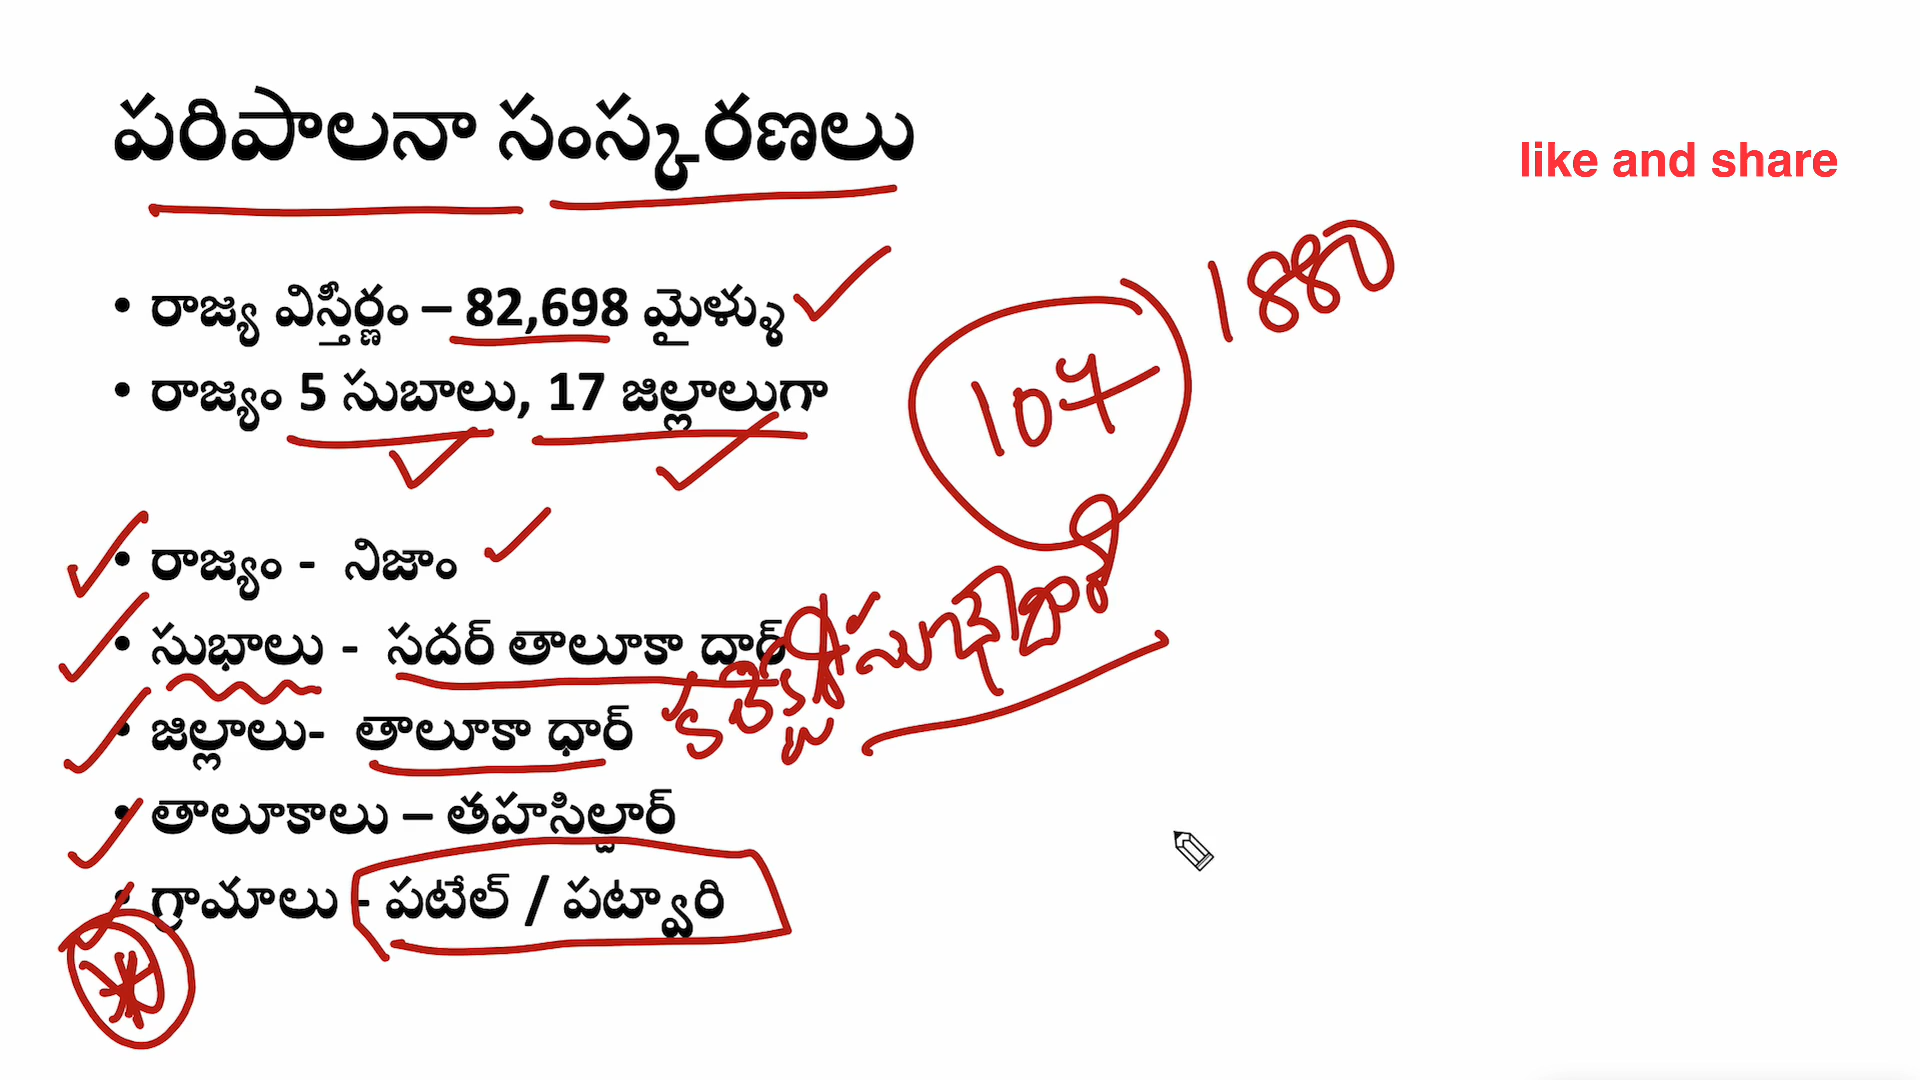 పరిపాలనా సంస్కరణలు
like and share
• రాజ్య విస్తీర్ణం – 82,698 మైళ్ళు
1880
• రాజ్యం 5 సుబాలు, 17 జిల్లాలుగా
107
• రాజ్యం - నిజాం
• సుభాలు - సదర్ తాలూకా దార్
సుభేదారీ
• జిల్లాలు- తాలూకా ధార్
• తాలూకాలు – తహసిల్దార్
• గ్రామాలు - పటేల్ / పట్వారి